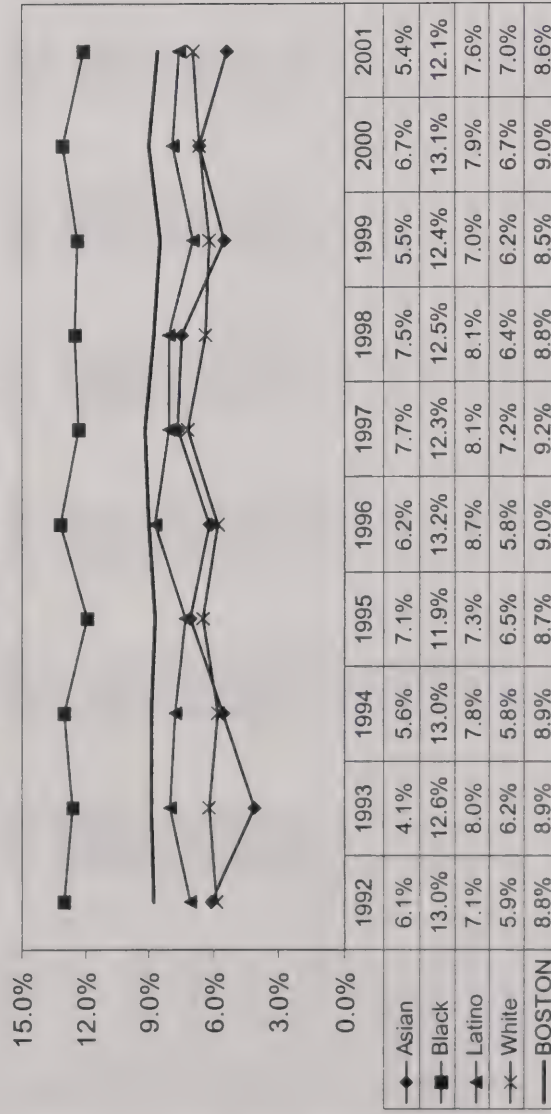 15.0%
12.0%
9.0%
6.0%
3.0%
0.0%
1992 1993 1994 1995 1996 1997 1998 1999 2000 2001
Asian 6.1% 4.1% 5.6% 7.1% 6.2% 7.7% 7.5% 5.5% 6.7% 5.4%
Black 13.0% 12.6% 13.0% 11.9% 13.2% 12.3% 12.5% 12.4% 13.1% 12.1%
Latino 7.1% 8.0% 7.8% 7.3% 8.7% 8.1% 8.1% 7.0% 7.9% 7.6%
White 5.9% 6.2% 5.8% 6.5% 5.8% 7.2% 6.4% 6.2% 6.7% 7.0%
BOSTON 8.8% 8.9% 8.9% 8.7% 9.0% 9.2% 8.8% 8.5% 9.0% 8.6%